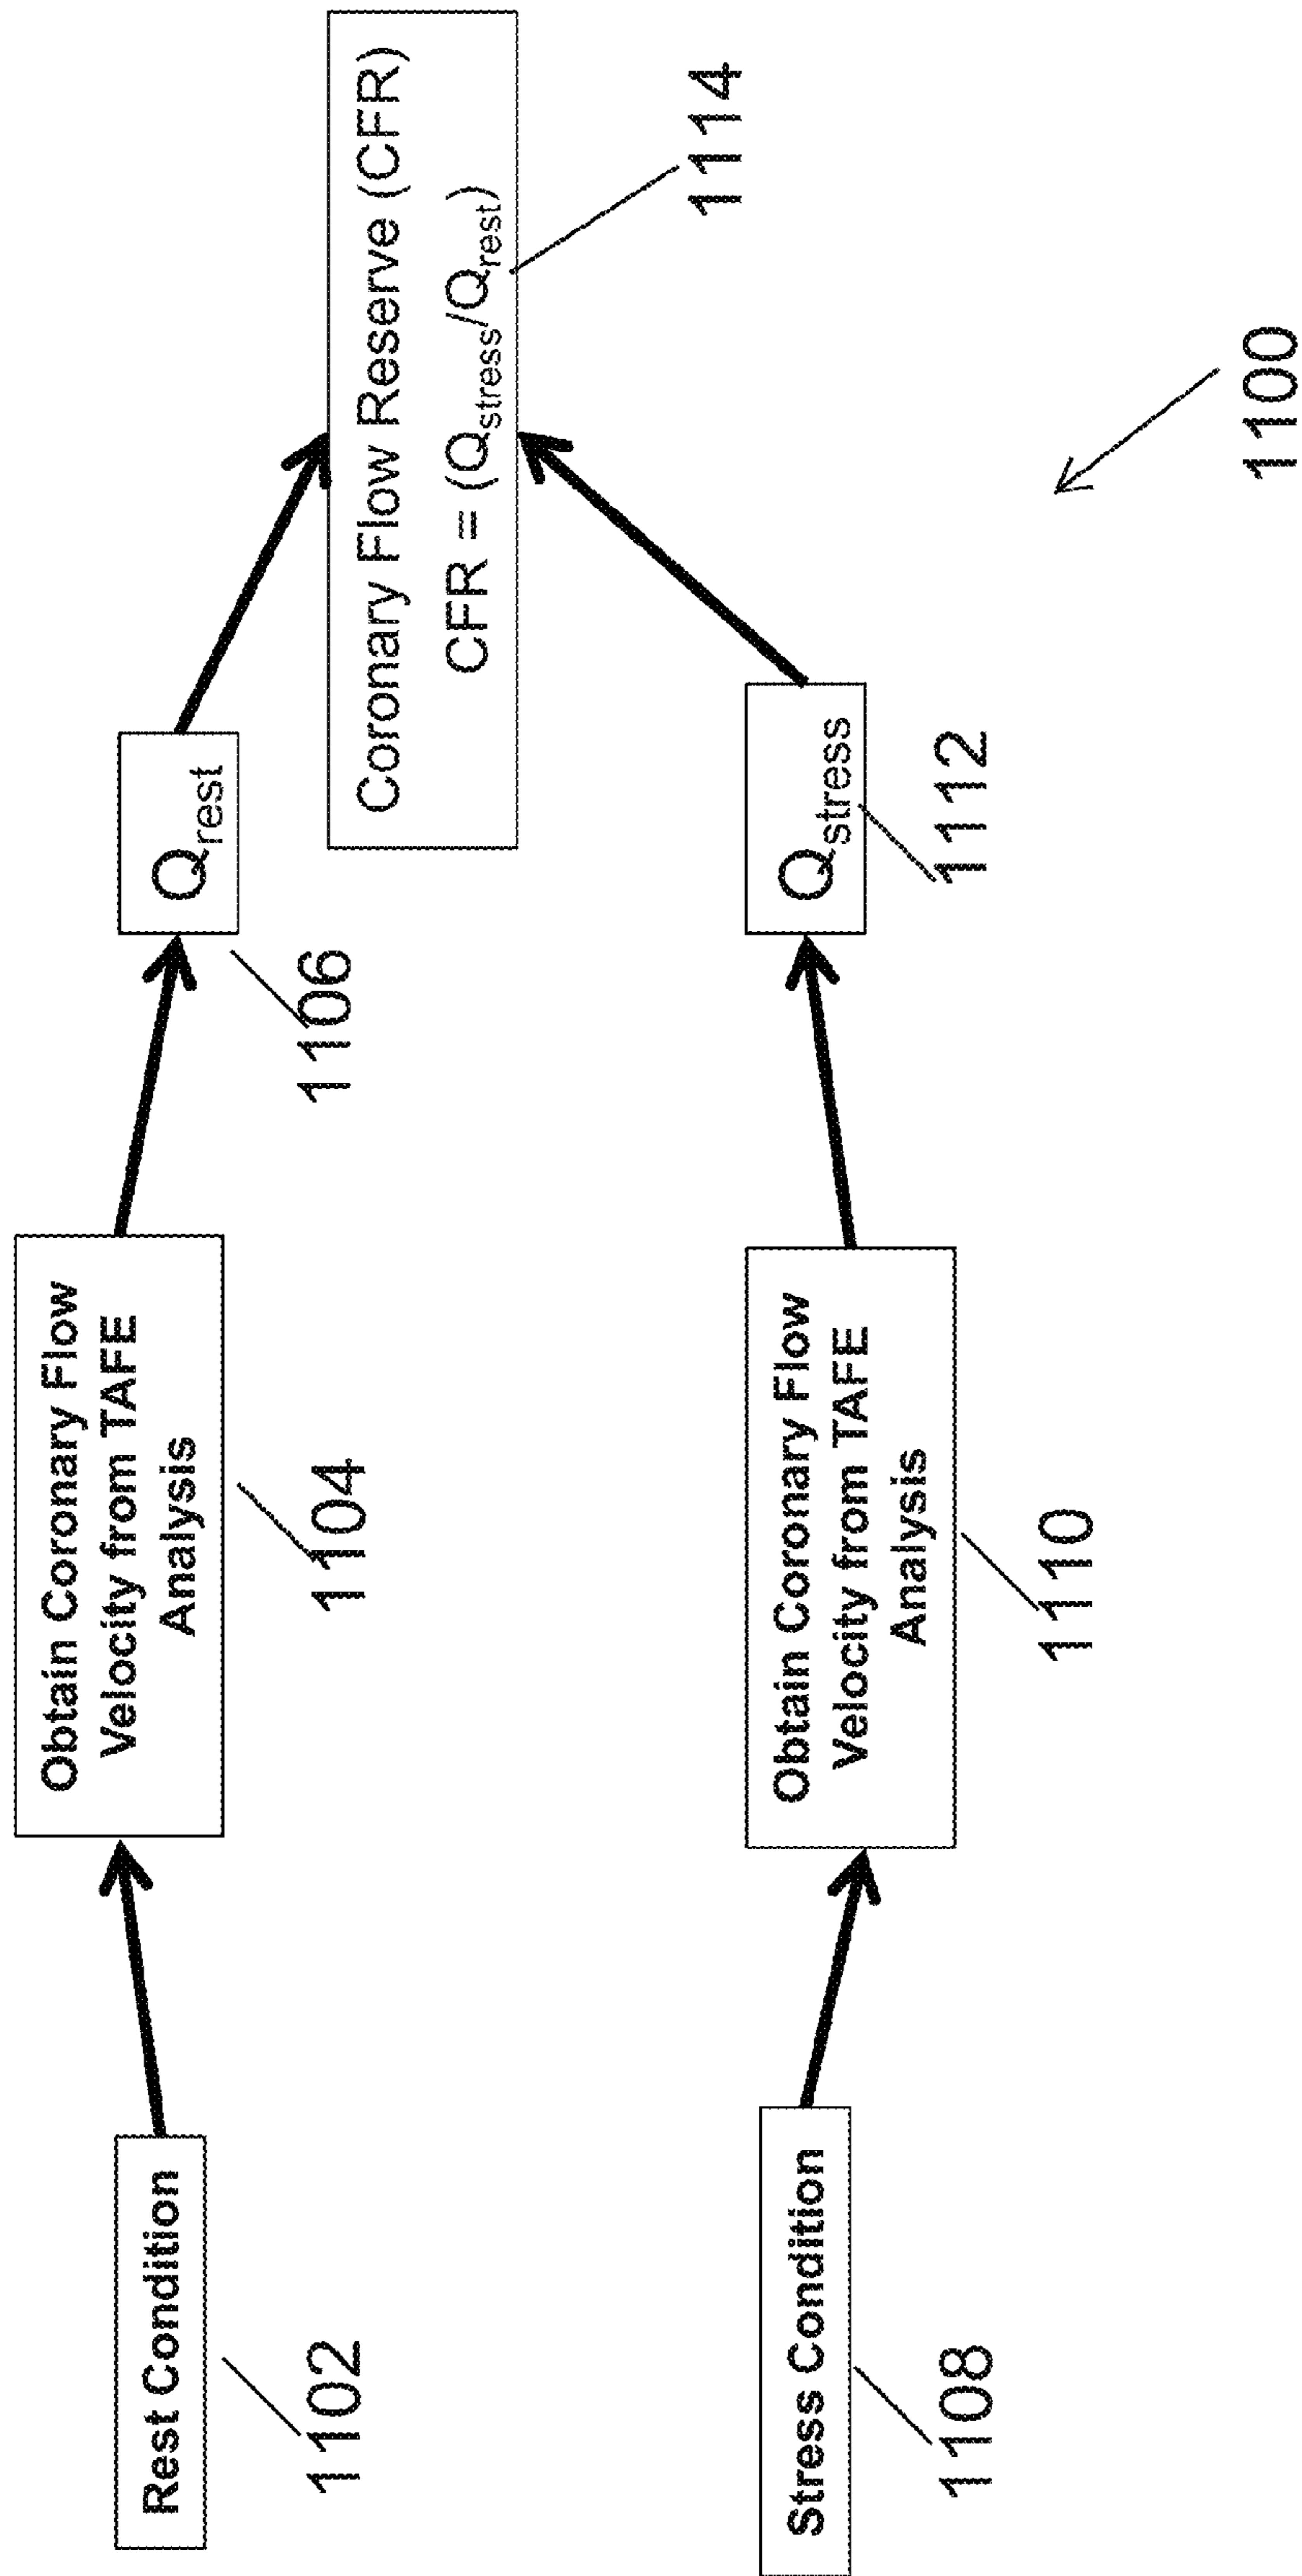 Rest Condition
1102
Obtain Coronary Flow
Velocity from TAFE
Analysis
1104
Qrest
1106
Coronary Flow Reserve (CFR)
CFR = (Qstress/Qrest)
1114
Stress Condition
1108
Obtain Coronary Flow
Velocity from TAFE
Analysis
1110
Qstress
1112
1100